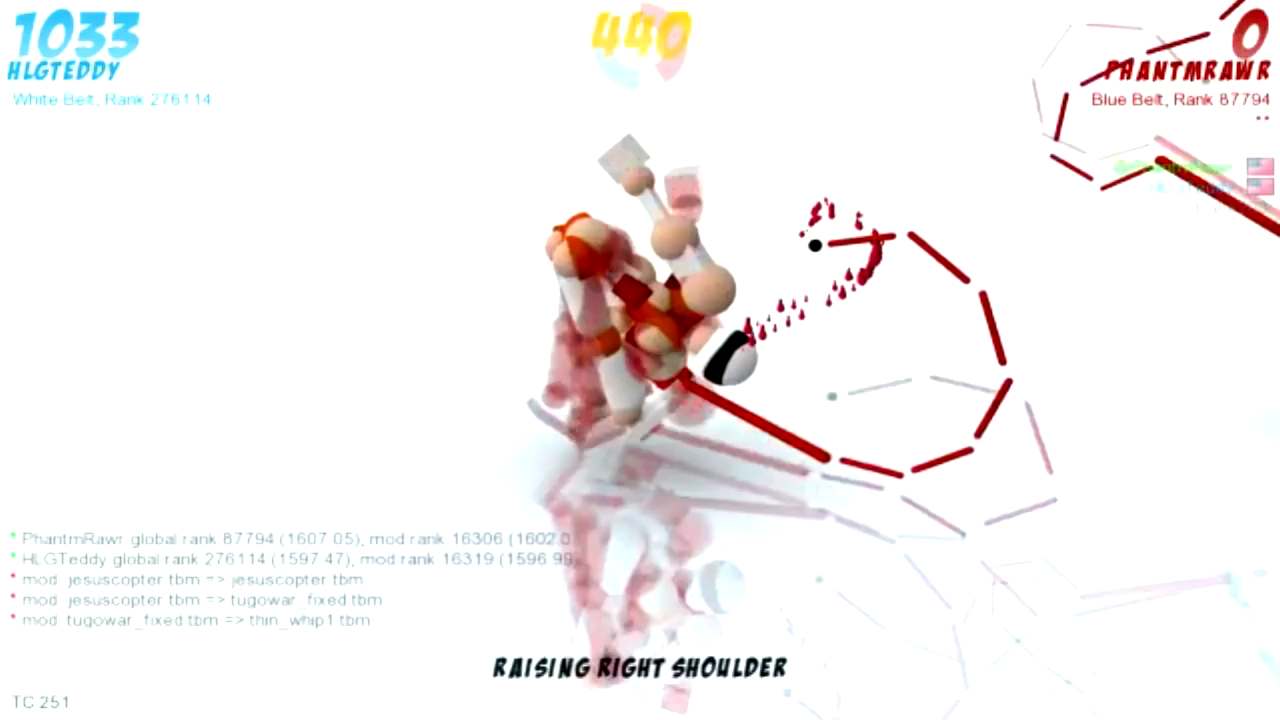 1033
440
0
HLGTEDDY
PHANTMRAWR
White Belt, Rank 276114
Blue Belt, Rank 87794
* PhantmRawr global rank 87794 (1607.05), mod rank 16306 (1602.0
* HLGTeddy global rank 276114 (1597.47), mod rank 16319 (1596.99)
* mod jesuscopter.tbm => jesuscopter.tbm
* mod jesuscopter.tbm => tugowar_fixed.tbm
* mod tugowar_fixed.tbm => thin_whip1.tbm
RAISING RIGHT SHOULDER
TC 251